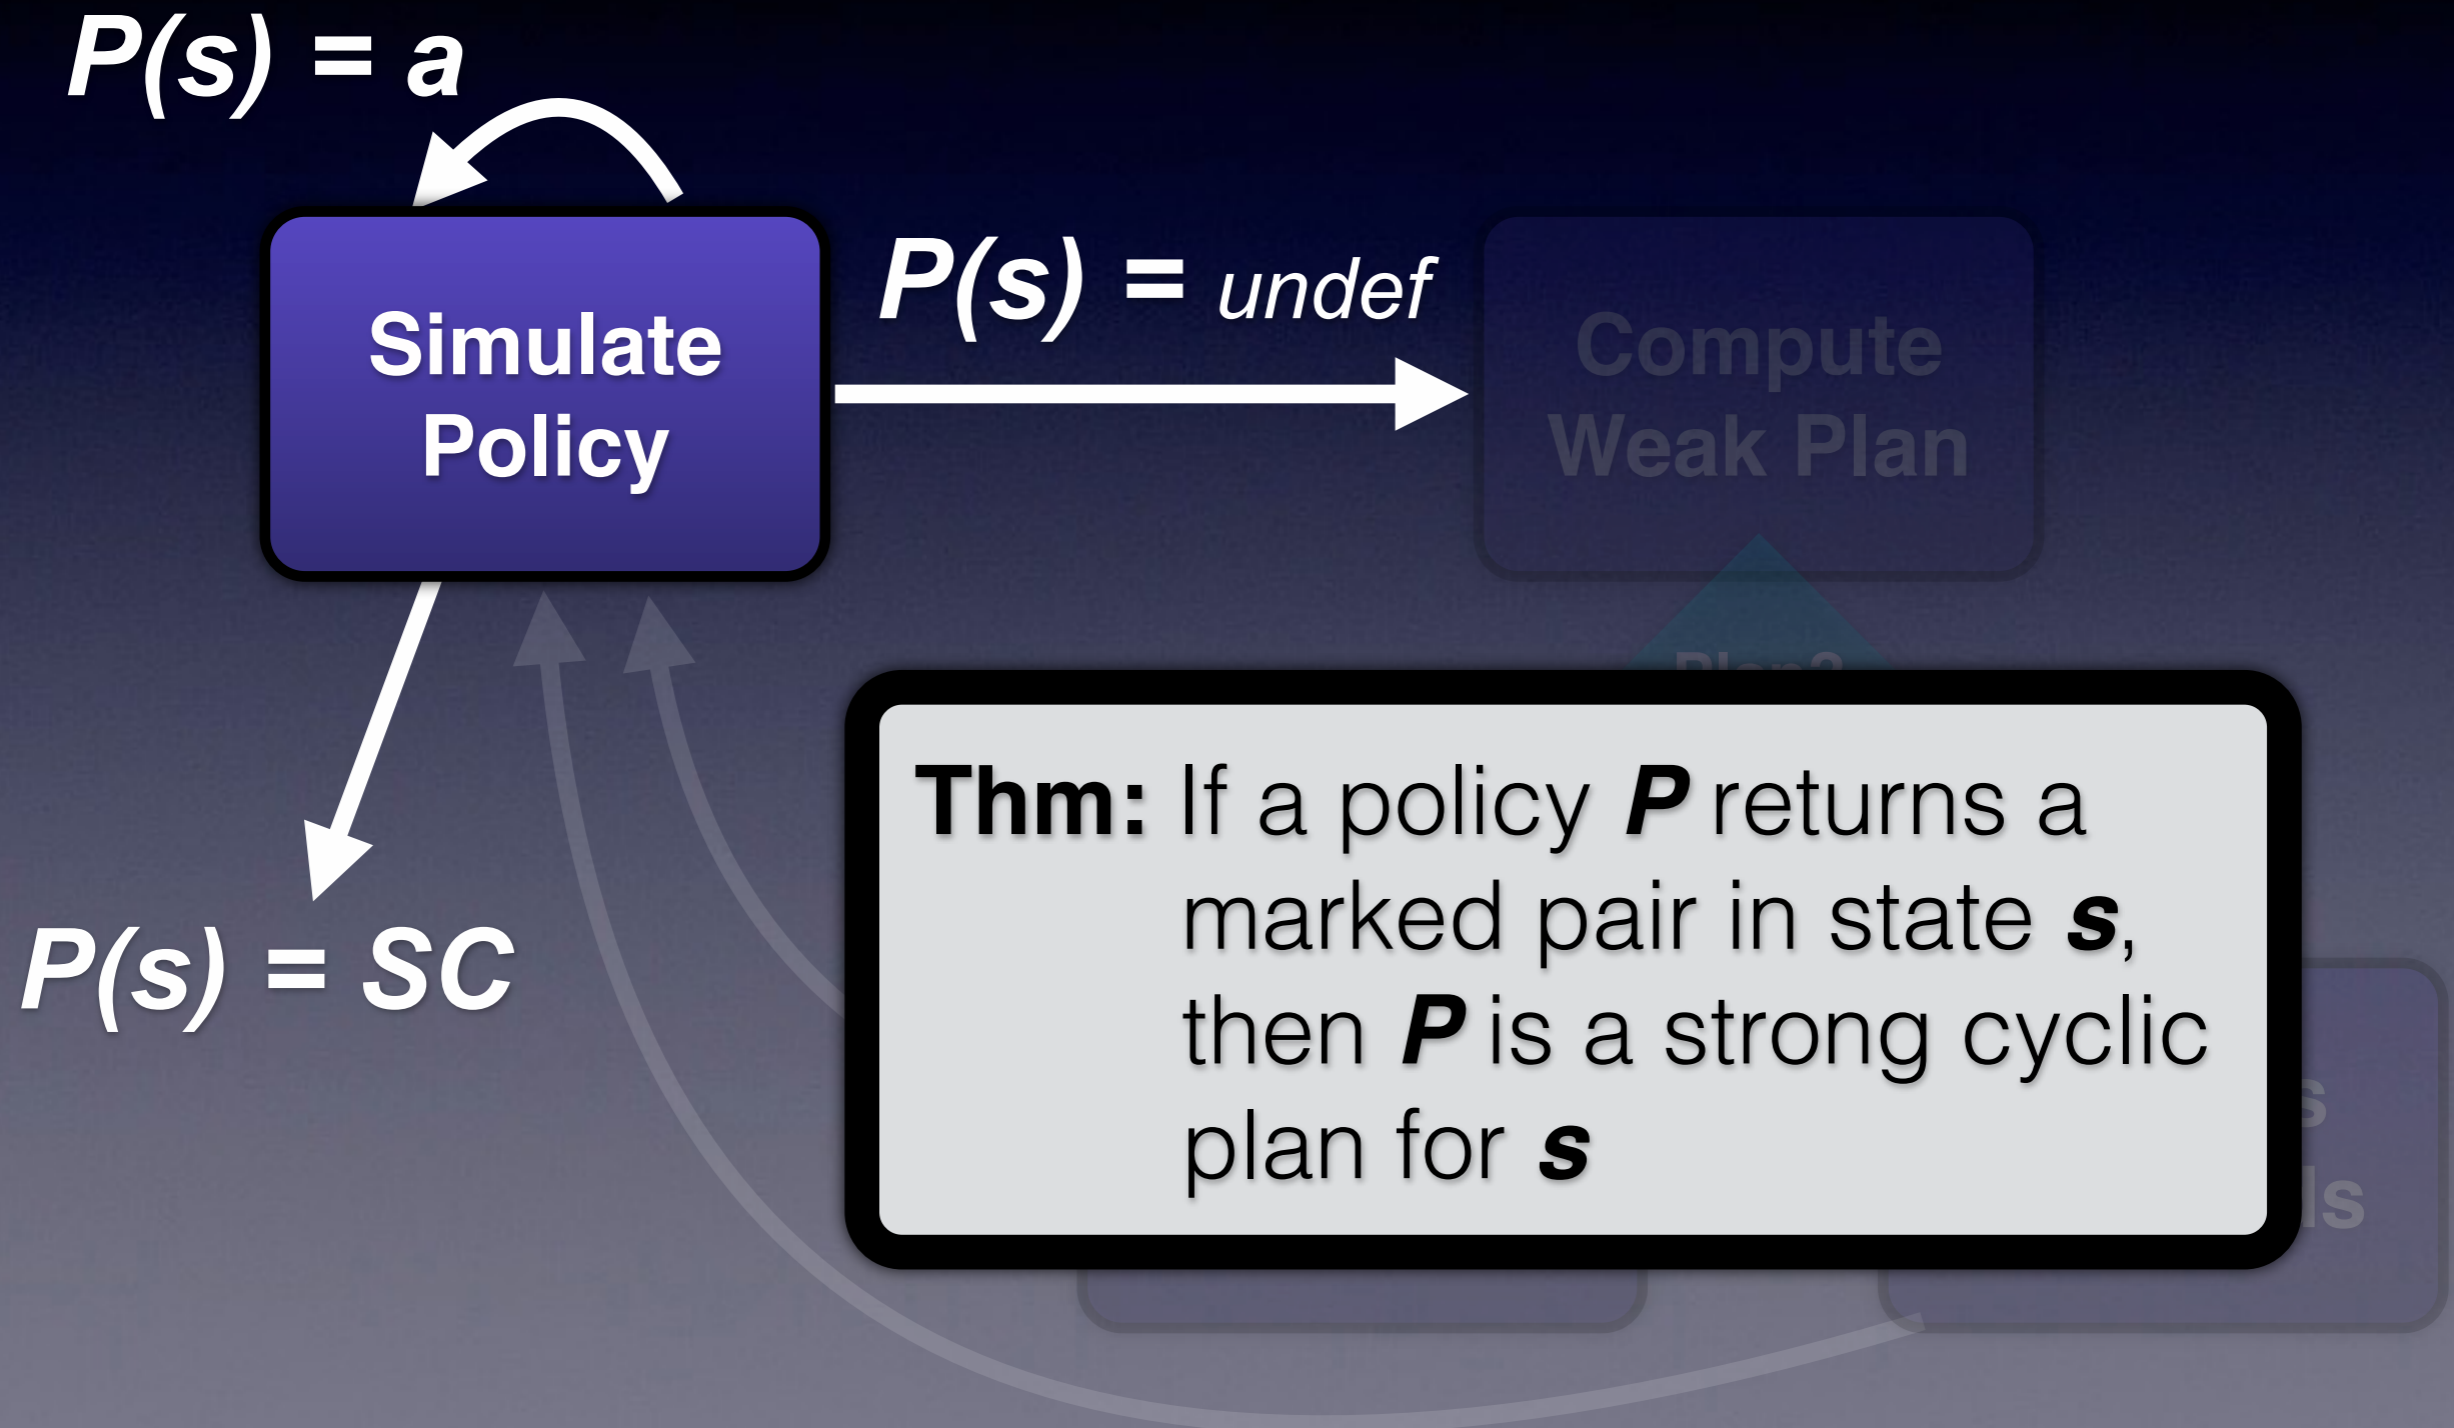 P(s) = a
Simulate
Policy
P(s) = undef
Compute
Weak Plan
Plan?
Thm: If a policy P returns a
marked pair in state s,
then P is a strong cyclic
plan for s
P(s) = SC